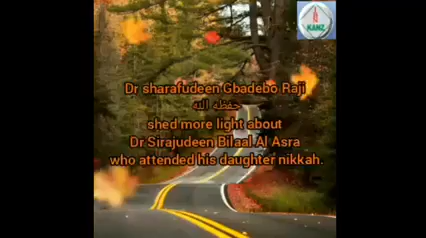 KANZ
Dr sharafudeen Gbadebo Raji
حفظه الله
shed more light about
Dr Sirajudeen Bilaal Al Asra
who attended his daughter nikkah.